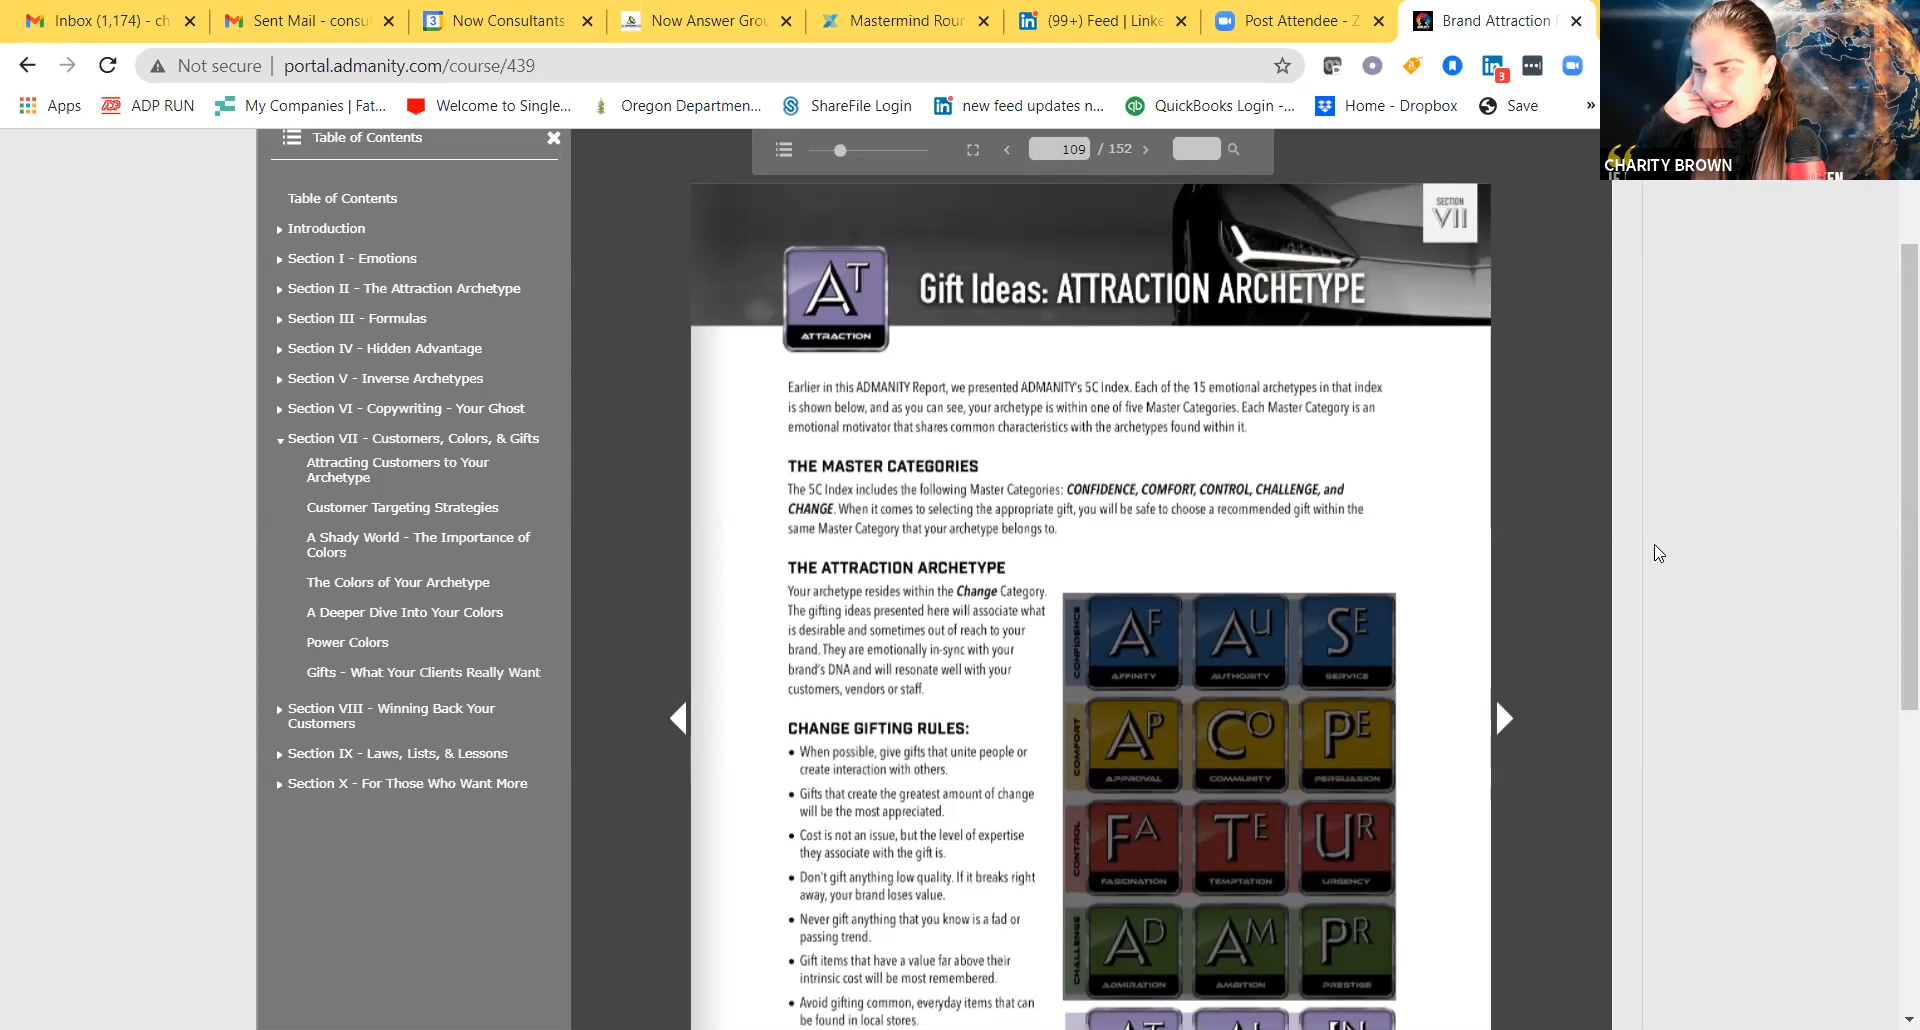 Inbox (1,174) - ch
Sent Mail - consul
Now Consultants
Now Answer Grou
Mastermind Roun
(99+) Feed | Linke
Post Attendee - Z
Brand Attraction
Not secure | portal.admanity.com/course/439
3
Apps
ADP RUN
My Companies | Fat...
Welcome to Single...
Oregon Departmen...
ShareFile Login
new feed updates n...
QuickBooks Login -...
Home - Dropbox
Save
»
CHARITY BROWN
Table of Contents
109 / 152
Table of Contents
Introduction
Section I - Emotions
Section II - The Attraction Archetype
Section III - Formulas
Section IV - Hidden Advantage
Section V - Inverse Archetypes
Section VI - Copywriting - Your Ghost
Section VII - Customers, Colors, & Gifts
Attracting Customers to Your
Archetype
Customer Targeting Strategies
A Shady World - The Importance of
Colors
The Colors of Your Archetype
A Deeper Dive Into Your Colors
Power Colors
Gifts - What Your Clients Really Want
Section VIII - Winning Back Your
Customers
Section IX - Laws, Lists, & Lessons
Section X - For Those Who Want More
SECTION
VII
AT
ATTRACTION
Gift Ideas: ATTRACTION ARCHETYPE
Earlier in this ADMANITY Report, we presented ADMANITY's 5C Index. Each of the 15 emotional archetypes in that index
is shown below, and as you can see, your archetype is within one of five Master Categories. Each Master Category is an
emotional motivator that shares common characteristics with the archetypes found within it.
THE MASTER CATEGORIES
The 5C Index includes the following Master Categories: CONFIDENCE, COMFORT, CONTROL, CHALLENGE, and
CHANGE. When it comes to selecting the appropriate gift, you will be safe to choose a recommended gift within the
same Master Category that your archetype belongs to.
THE ATTRACTION ARCHETYPE
Your archetype resides within the Change Category.
The gifting ideas presented here will associate what
is desirable and sometimes out of reach to your
brand. They are emotionally in-sync with your
brand's DNA and will resonate well with your
customers, vendors or staff.
CHANGE GIFTING RULES:
• When possible, give gifts that unite people or
create interaction with others.
• Gifts that create the greatest amount of change
will be the most appreciated.
• Cost is not an issue, but the level of expertise
they associate with the gift is.
• Don't gift anything low quality. If it breaks right
away, your brand loses value.
• Never gift anything that you know is a fad or
passing trend.
• Gift items that have a value far above their
intrinsic cost will be most remembered.
• Avoid gifting common, everyday items that can
be found in local stores.
CONFIDENCE
AF AU SE
AFFINITY AUTHORITY SERVICE
COMFORT
AP CO PE
APPROVAL COMMUNITY PERSUASION
CONTROL
FA TE UR
FASCINATION TEMPTATION URGENCY
CHALLENGE
AD AM PR
ADMIRATION AMBITION PRESTIGE